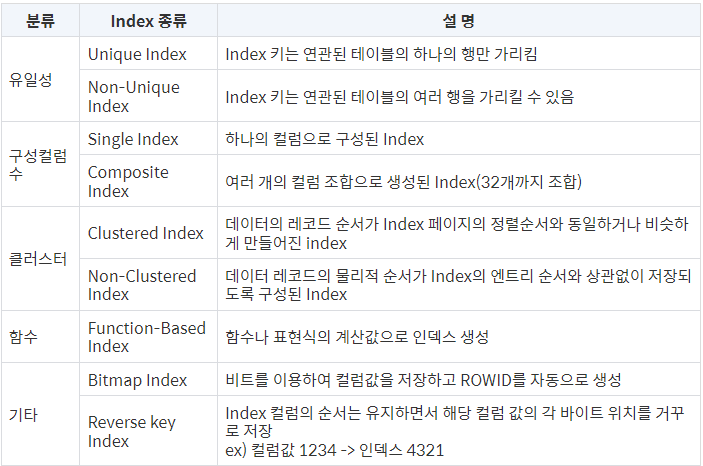 분류 Index 종류 설 명
유일성 Unique Index Index 키는 연관된 테이블의 하나의 행만 가리킴
Non-Unique
Index
Index 키는 연관된 테이블의 여러 행을 가리킬 수 있음
구성컬럼
수
Single Index 하나의 컬럼으로 구성된 Index
Composite
Index
여러 개의 컬럼 조합으로 생성된 Index(32개까지 조합)
클러스터 Clustered Index 데이터의 레코드 순서가 Index 페이지의 정렬순서와 동일하거나 비슷하
게 만들어진 index
Non-Clustered
Index
데이터 레코드의 물리적 순서가 Index의 엔트리 순서와 상관없이 저장되
도록 구성된 Index
함수 Function-Based
Index
함수나 표현식의 계산값으로 인덱스 생성
기타 Bitmap Index 비트를 이용하여 컬럼값을 저장하고 ROWID를 자동으로 생성
Reverse key
Index
Index 컬럼의 순서는 유지하면서 해당 컬럼 값의 각 바이트 위치를 거꾸
로 저장
ex) 컬럼값 1234 -> 인덱스 4321